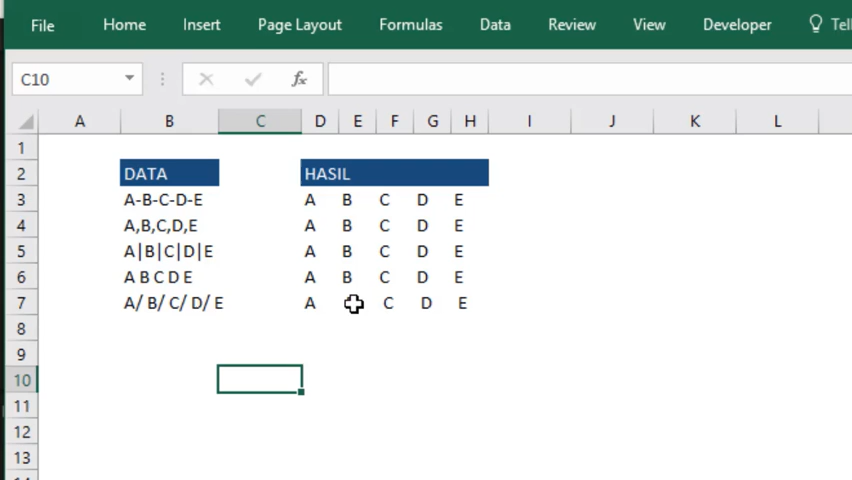 File Home Insert Page Layout Formulas Data Review View Developer
C10 fx
A B C D E F G H I J K L
1
2 DATA HASIL
3 A-B-C-D-E A B C D E
4 A,B,C,D,E A B C D E
5 A|B|C|D|E A B C D E
6 A B C D E A B C D E
7 A/ B/ C/ D/ E A C D E
8
9
10
11
12
13